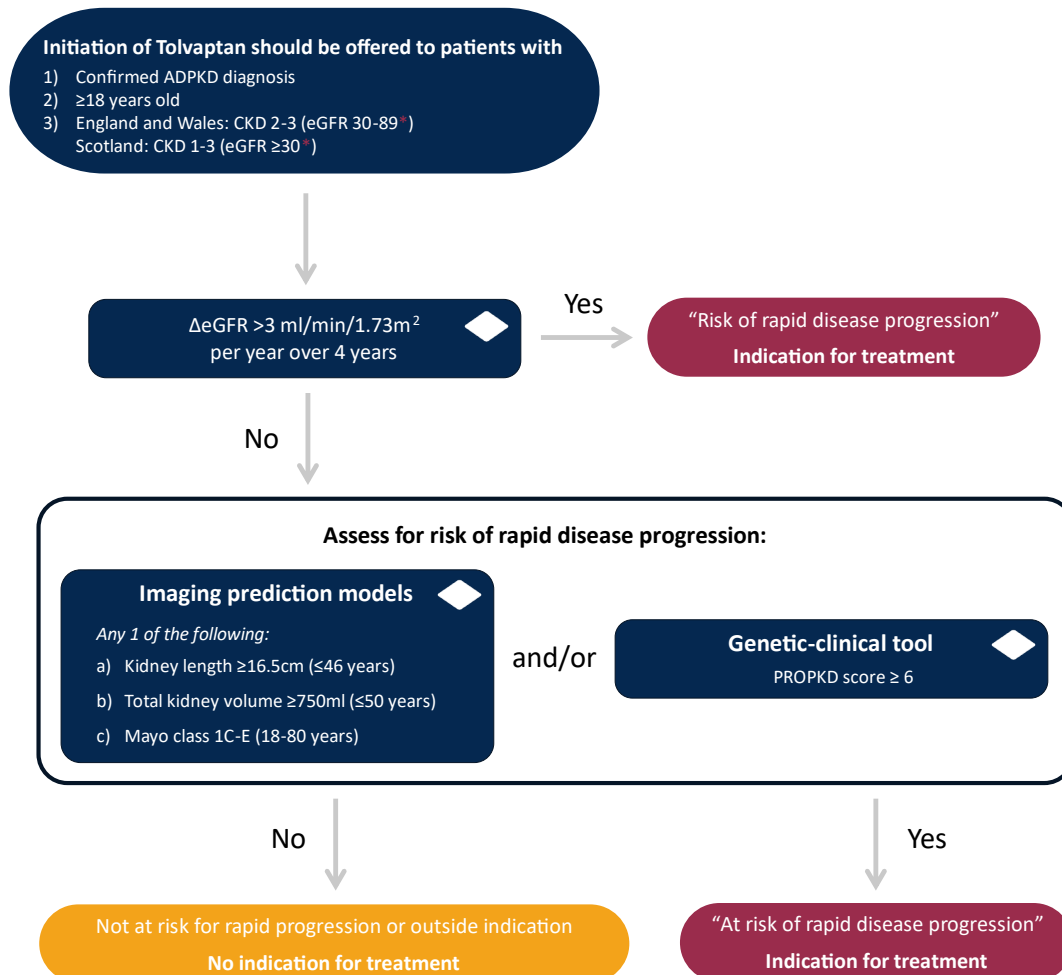 Initiation of Tolvaptan should be offered to patients with
1) Confirmed ADPKD diagnosis
2) ≥18 years old
3) England and Wales: CKD 2-3 (eGFR 30-89*)
Scotland: CKD 1-3 (eGFR ≥30*)
ΔeGFR >3 ml/min/1.73m²
per year over 4 years
Yes
“Risk of rapid disease progression”
Indication for treatment
No
Assess for risk of rapid disease progression:
Imaging prediction models
Any 1 of the following:
a) Kidney length ≥16.5cm (≤46 years)
b) Total kidney volume ≥750ml (≤50 years)
c) Mayo class 1C-E (18-80 years)
and/or
Genetic-clinical tool
PROPKD score ≥ 6
No
Yes
Not at risk for rapid progression or outside indication
No indication for treatment
“At risk of rapid disease progression”
Indication for treatment